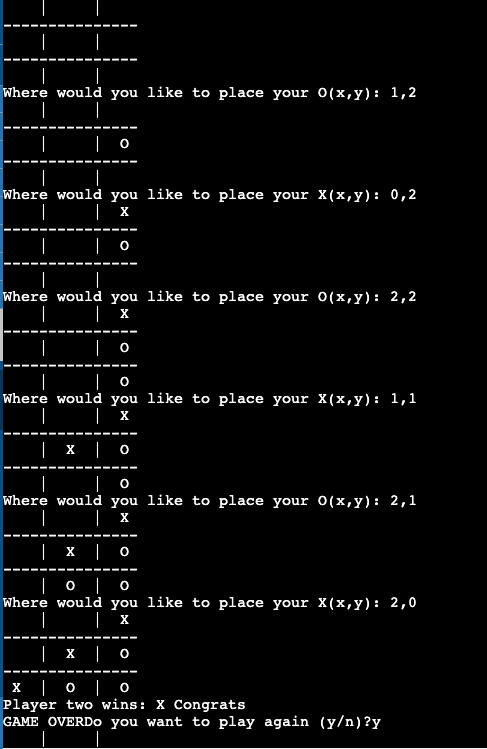 |     |
---------------
    |     |
---------------
    |     |
Where would you like to place your O(x,y): 1,2
    |     |
---------------
    |     |  O
---------------
    |     |
Where would you like to place your X(x,y): 0,2
    |     |  X
---------------
    |     |  O
---------------
    |     |
Where would you like to place your O(x,y): 2,2
    |     |  X
---------------
    |     |  O
---------------
    |     |  O
Where would you like to place your X(x,y): 1,1
    |     |  X
---------------
    |  X  |  O
---------------
    |     |  O
Where would you like to place your O(x,y): 2,1
    |     |  X
---------------
    |  X  |  O
---------------
    |  O  |  O
Where would you like to place your X(x,y): 2,0
    |     |  X
---------------
    |  X  |  O
---------------
 X  |  O  |  O
Player two wins: X Congrats
GAME OVERDo you want to play again (y/n)?y
    |     |